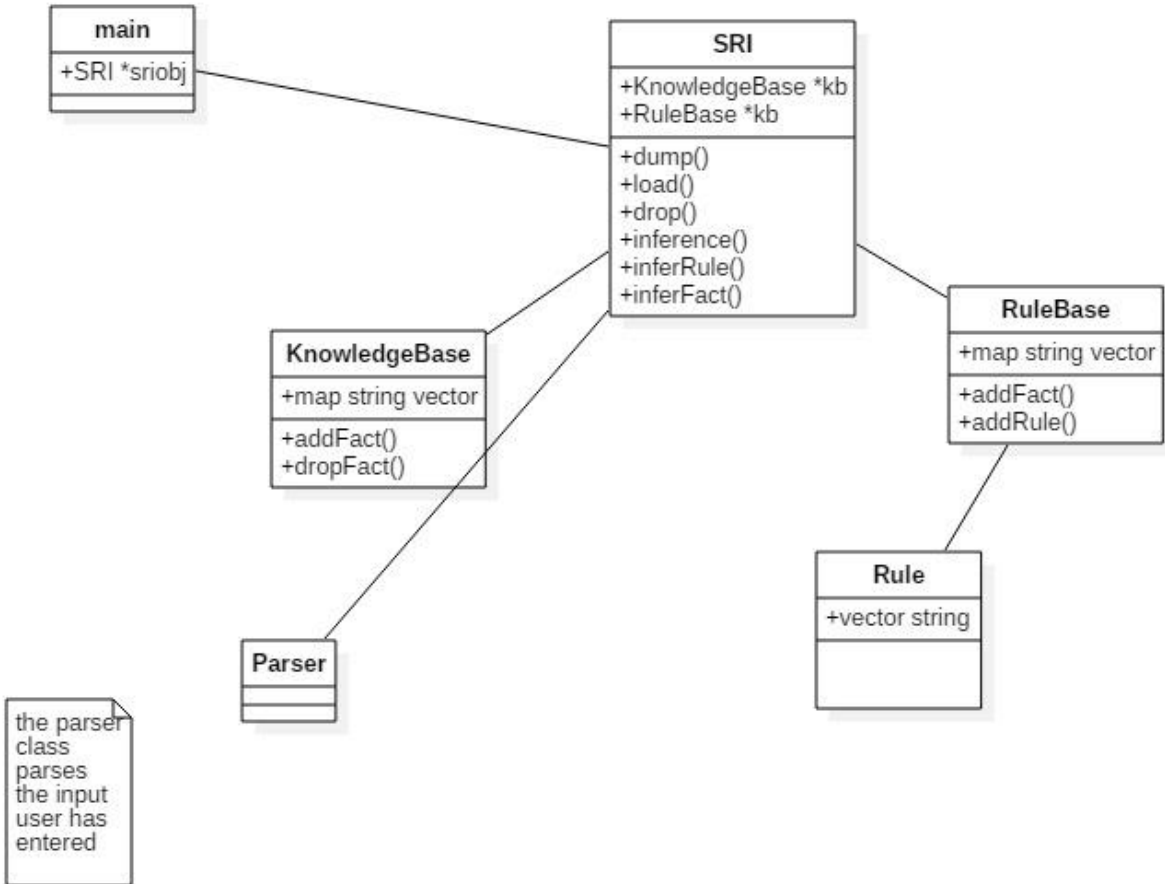 main
+SRI *sriobj
SRI
+KnowledgeBase *kb
+RuleBase *kb
+dump()
+load()
+drop()
+inference()
+inferRule()
+inferFact()
KnowledgeBase
+map string vector
+addFact()
+dropFact()
RuleBase
+map string vector
+addFact()
+addRule()
Rule
+vector string
Parser
the parser
class
parses
the input
user has
entered